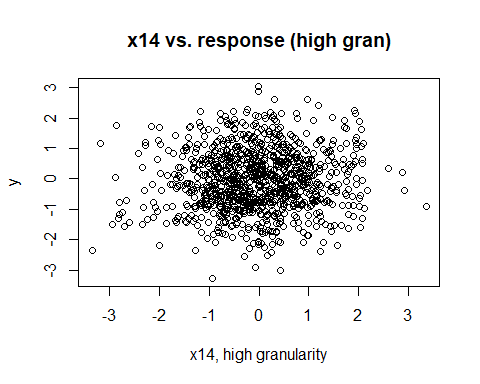 x14 vs. response (high gran)
y
3
2
1
0
-1
-2
-3
-3 -2 -1 0 1 2 3
x14, high granularity